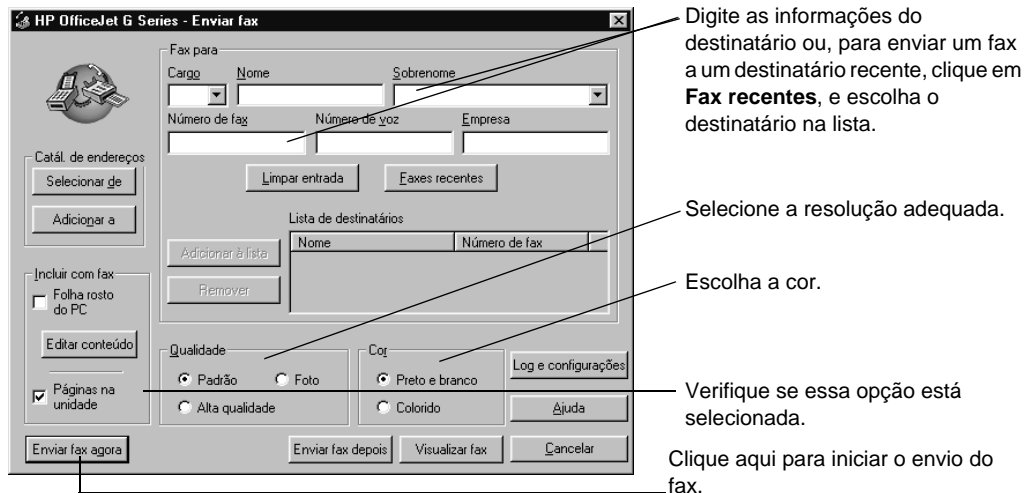 HP OfficeJet G Series - Enviar fax
Fax para
Cargo Nome Sobrenome
Número de fax Número de voz Empresa
Limpar entrada Faxes recentes
Catál. de endereços
Selecionar de
Adicionar a
Lista de destinatários
Nome Número de fax
Adicionar à lista
Remover
Incluir com fax
Folha rosto
do PC
Editar conteúdo
Páginas na
unidade
Qualidade
Padrão Foto
Alta qualidade
Cor
Preto e branco
Colorido
Log e configurações
Ajuda
Enviar fax agora Enviar fax depois Visualizar fax Cancelar
Digite as informações do
destinatário ou, para enviar um fax
a um destinatário recente, clique em
Fax recentes, e escolha o
destinatário na lista.
Selecione a resolução adequada.
Escolha a cor.
Verifique se essa opção está
selecionada.
Clique aqui para iniciar o envio do
fax.